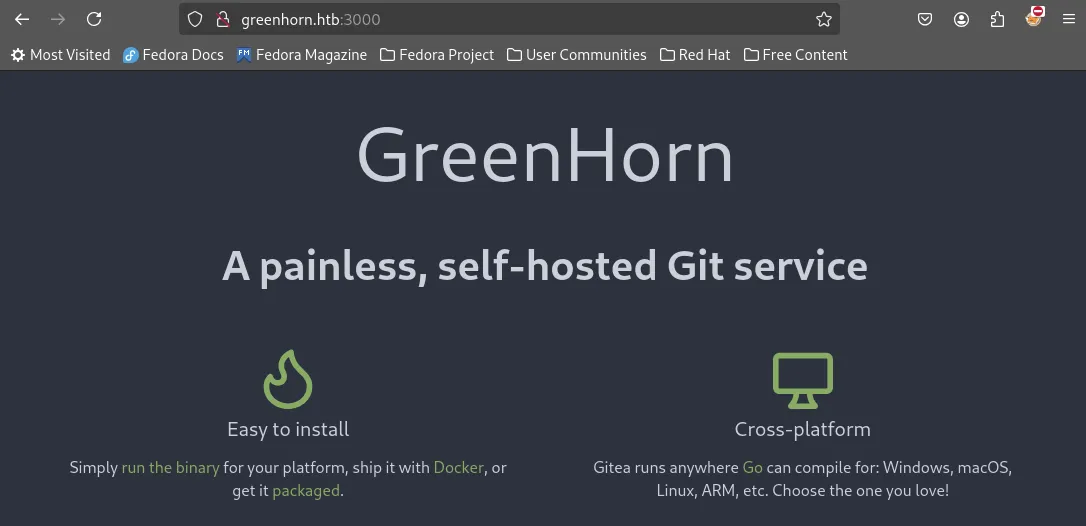 greenhorn.htb:3000
Most Visited Fedora Docs Fedora Magazine Fedora Project User Communities Red Hat Free Content
GreenHorn
A painless, self-hosted Git service
Easy to install
Simply run the binary for your platform, ship it with Docker, or
get it packaged.
Cross-platform
Gitea runs anywhere Go can compile for: Windows, macOS,
Linux, ARM, etc. Choose the one you love!